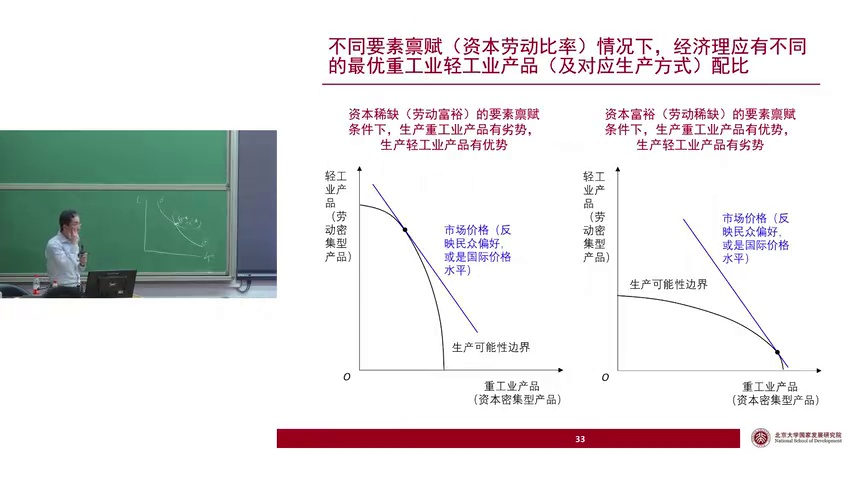 不同要素禀赋（资本劳动比率）情况下，经济理应有不同
的最优重工业轻工业产品（及对应生产方式）配比
资本稀缺（劳动富裕）的要素禀赋
条件下，生产重工业产品有劣势，
生产轻工业产品有优势
轻工
业产
品
（劳
动密
集型
产品）
市场价格（反
映民众偏好，
或是国际价格
水平）
生产可能性边界
O
重工业产品
（资本密集型产品）
资本富裕（劳动稀缺）的要素禀赋
条件下，生产重工业产品有优势，
生产轻工业产品有劣势
轻工
业产
品
（劳
动密
集型
产品）
市场价格（反
映民众偏好，
或是国际价格
水平）
生产可能性边界
O
重工业产品
（资本密集型产品）
33
北京大学国家发展研究院
National School of Development